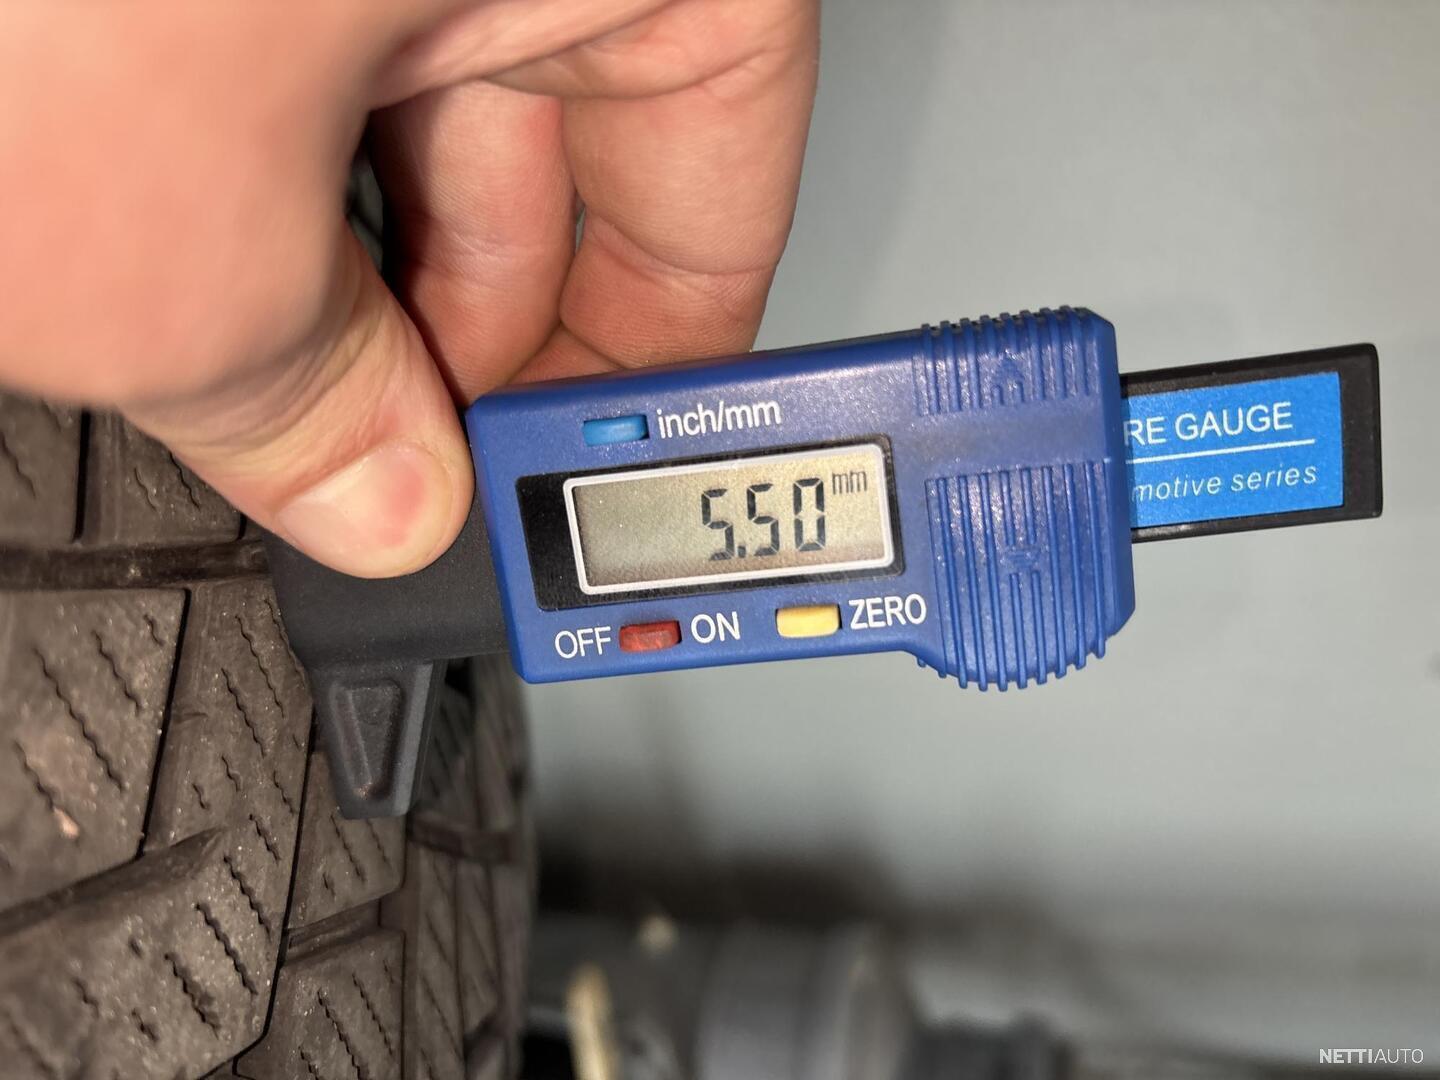 inch/mm
5.50 mm
OFF ON ZERO
RE GAUGE
motive series
NETTIAUTO